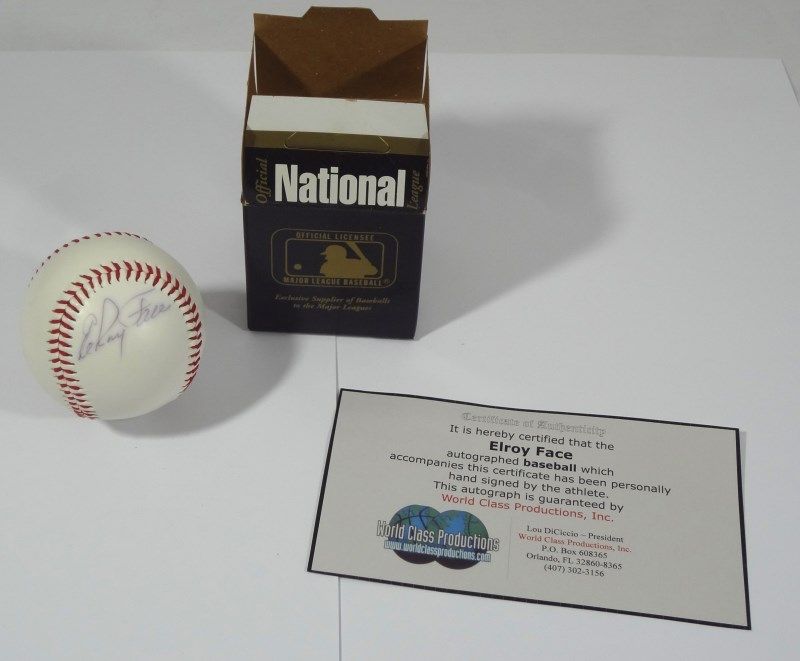 Official
National
League
OFFICIAL LICENSEE
MAJOR LEAGUE BASEBALL®
Exclusive Supplier of Baseballs
to the Major Leagues
ElRoy Face
Certificate of Authenticity
It is hereby certified that the
Elroy Face
autographed baseball which
accompanies this certificate has been personally
hand signed by the athlete.
This autograph is guaranteed by
World Class Productions, Inc.
World Class Productions
www.worldclassproductions.com
Lou DiCiccio ~ President
World Class Productions, Inc.
P.O. Box 608365
Orlando, FL 32860-8365
(407) 302-3156